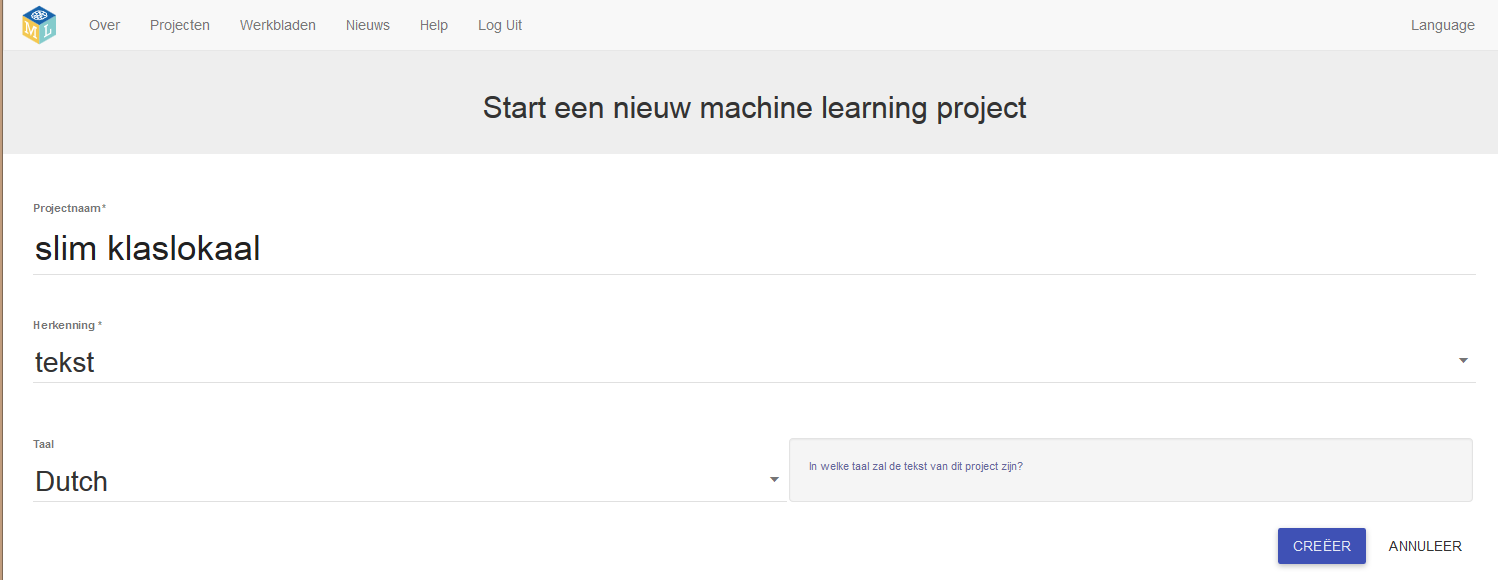 M L
Over Projecten Werkbladen Nieuws Help Log Uit Language
Start een nieuw machine learning project
Projectnaam*
slim klaslokaal
Herkenning *
tekst
Taal
Dutch
In welke taal zal de tekst van dit project zijn?
CREËER ANNULEER